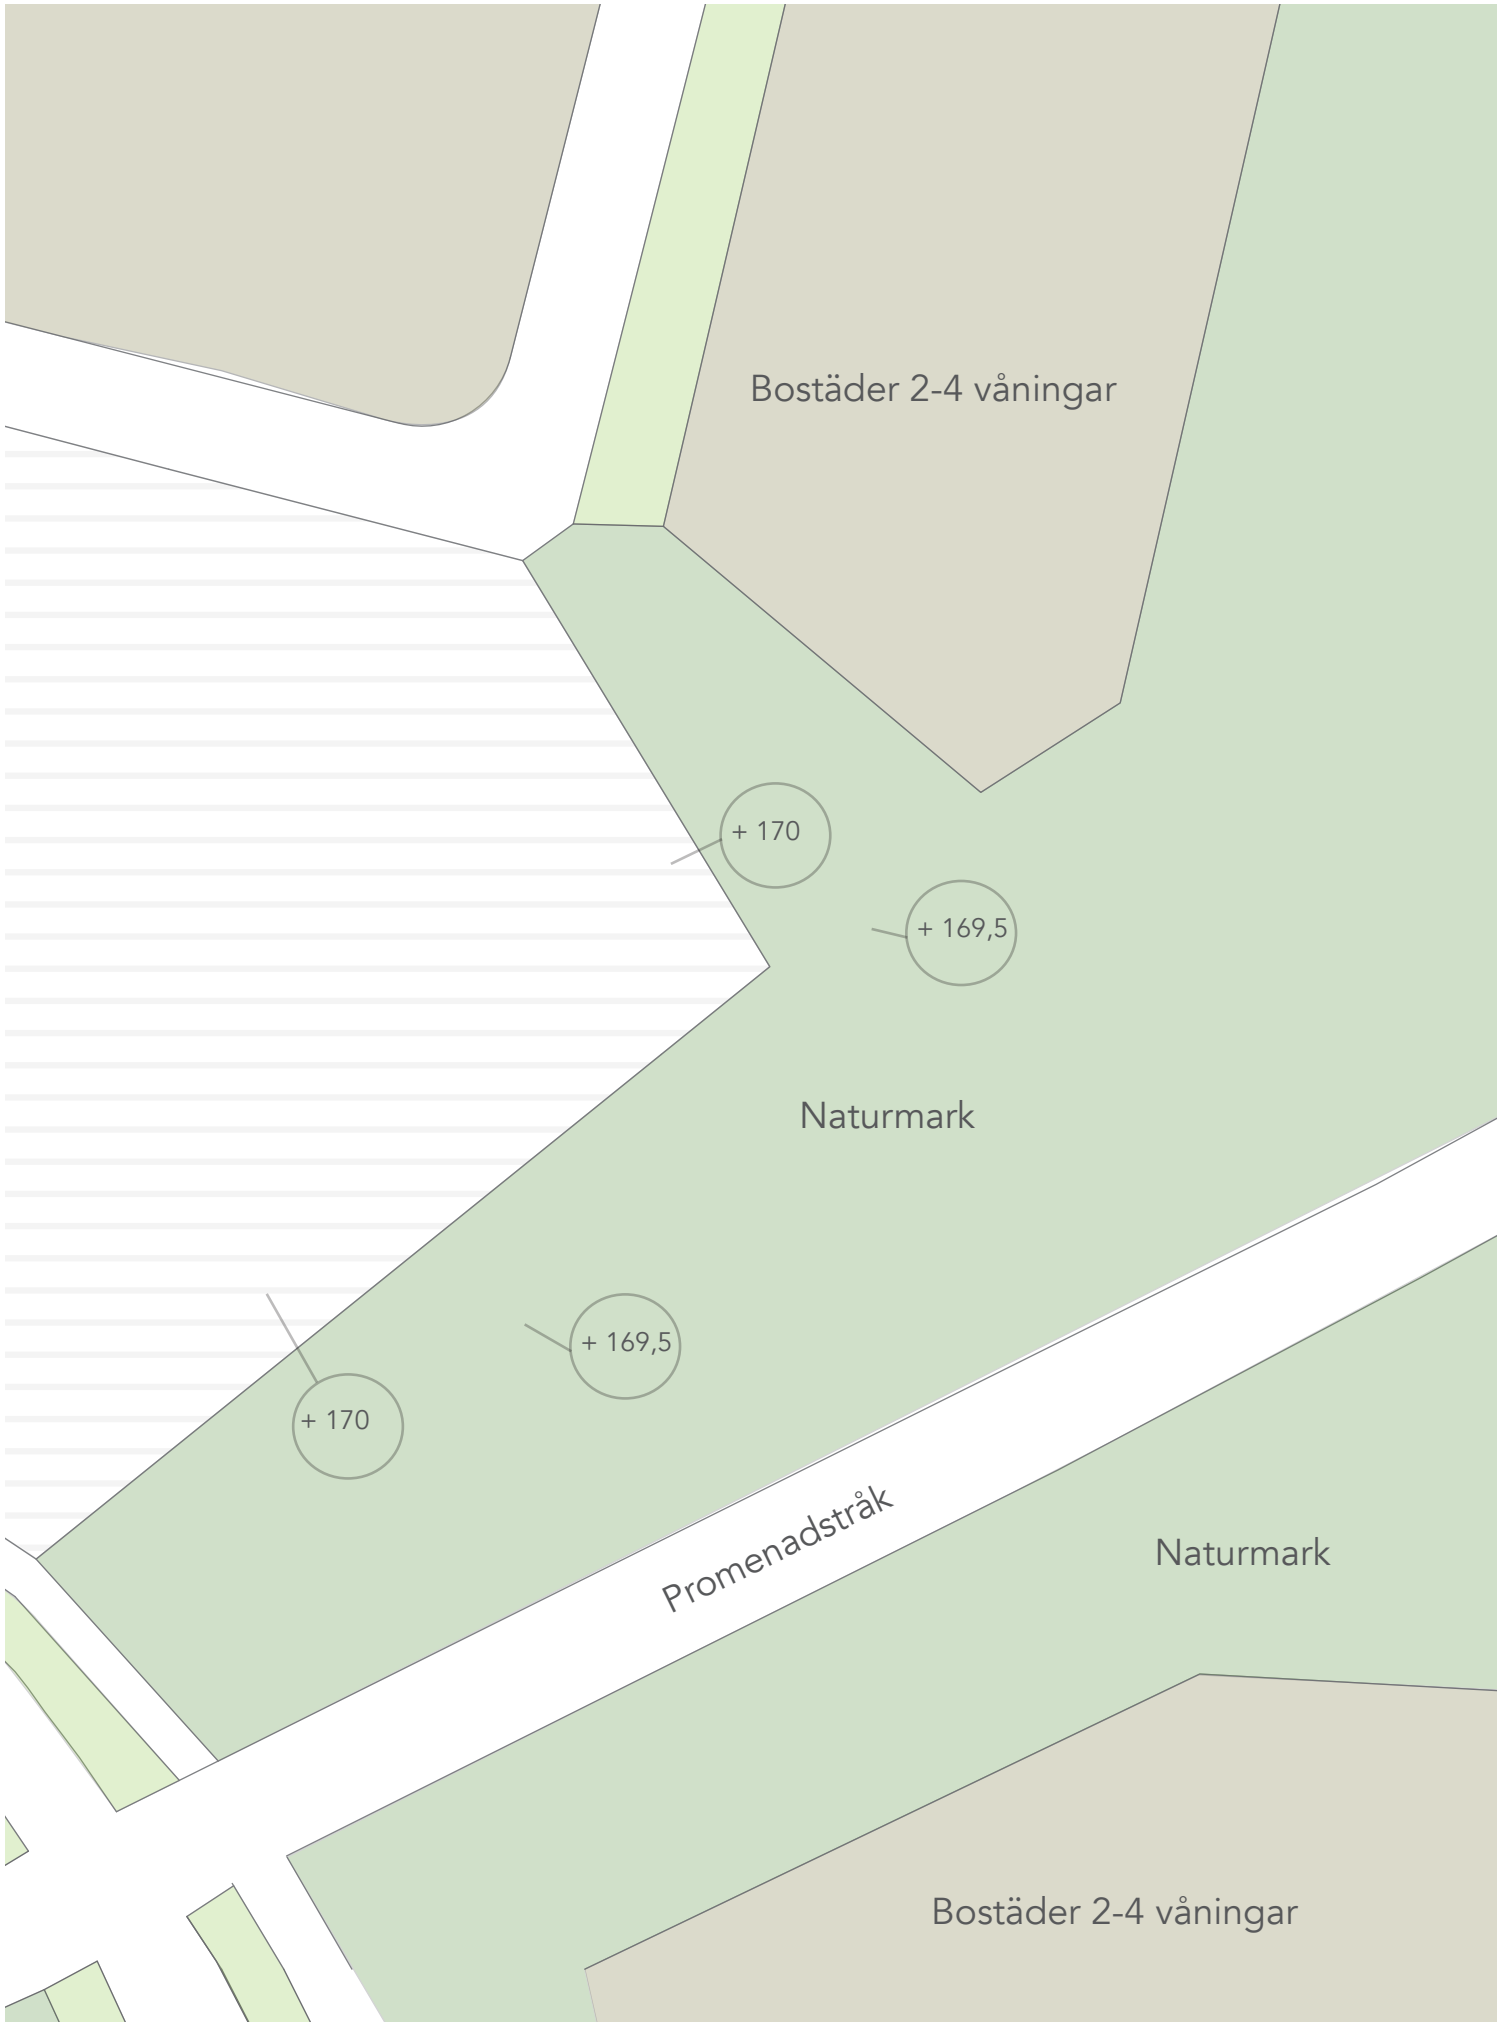 Bostäder 2-4 våningar
+ 170
+ 169,5
Naturmark
+ 169,5
+ 170
Promenadstråk
Naturmark
Bostäder 2-4 våningar